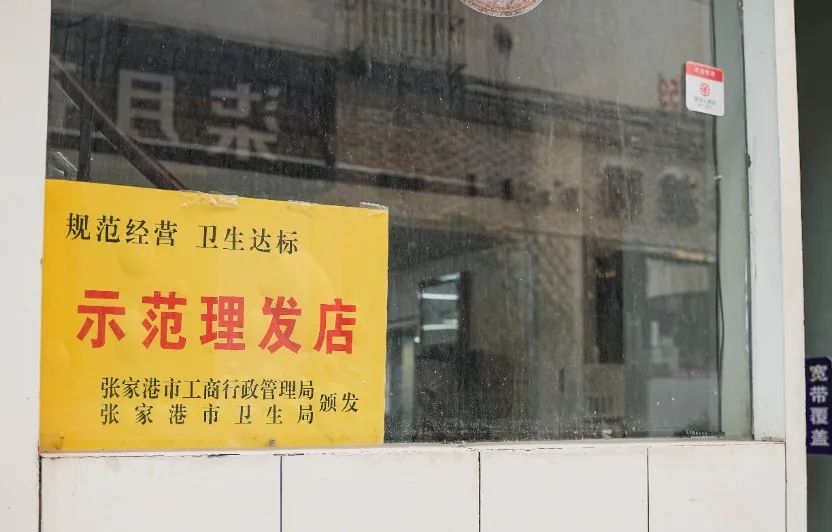 规范经营 卫生达标
示范理发店
张家港市工商行政管理局
张家港市卫生局
颁发
宽带覆盖